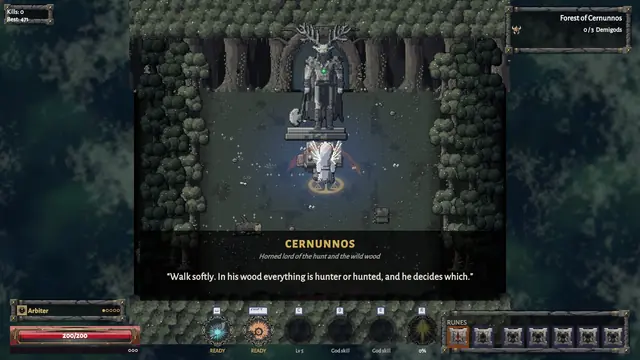 Kills: 0
Best: 471
Forest of Cernunnos
0/3 Demigods
CERNUNNOS
Horned lord of the hunt and the wild wood
"Walk softly. In his wood everything is hunter or hunted, and he decides which."
Arbiter
200/200
READY
READY
Lv 5
God skill
God skill
0%
RUNES